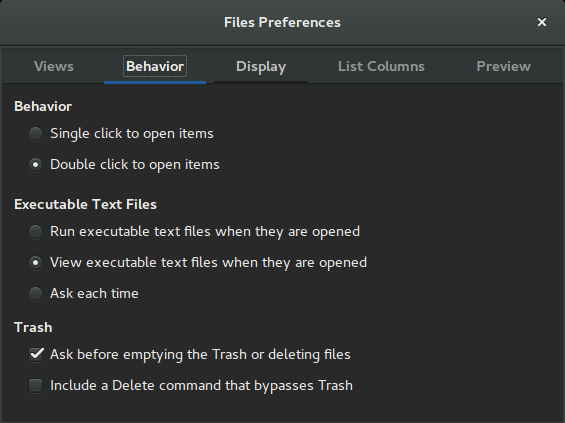 Files Preferences
Views Behavior Display List Columns Preview
Behavior
Single click to open items
Double click to open items
Executable Text Files
Run executable text files when they are opened
View executable text files when they are opened
Ask each time
Trash
Ask before emptying the Trash or deleting files
Include a Delete command that bypasses Trash